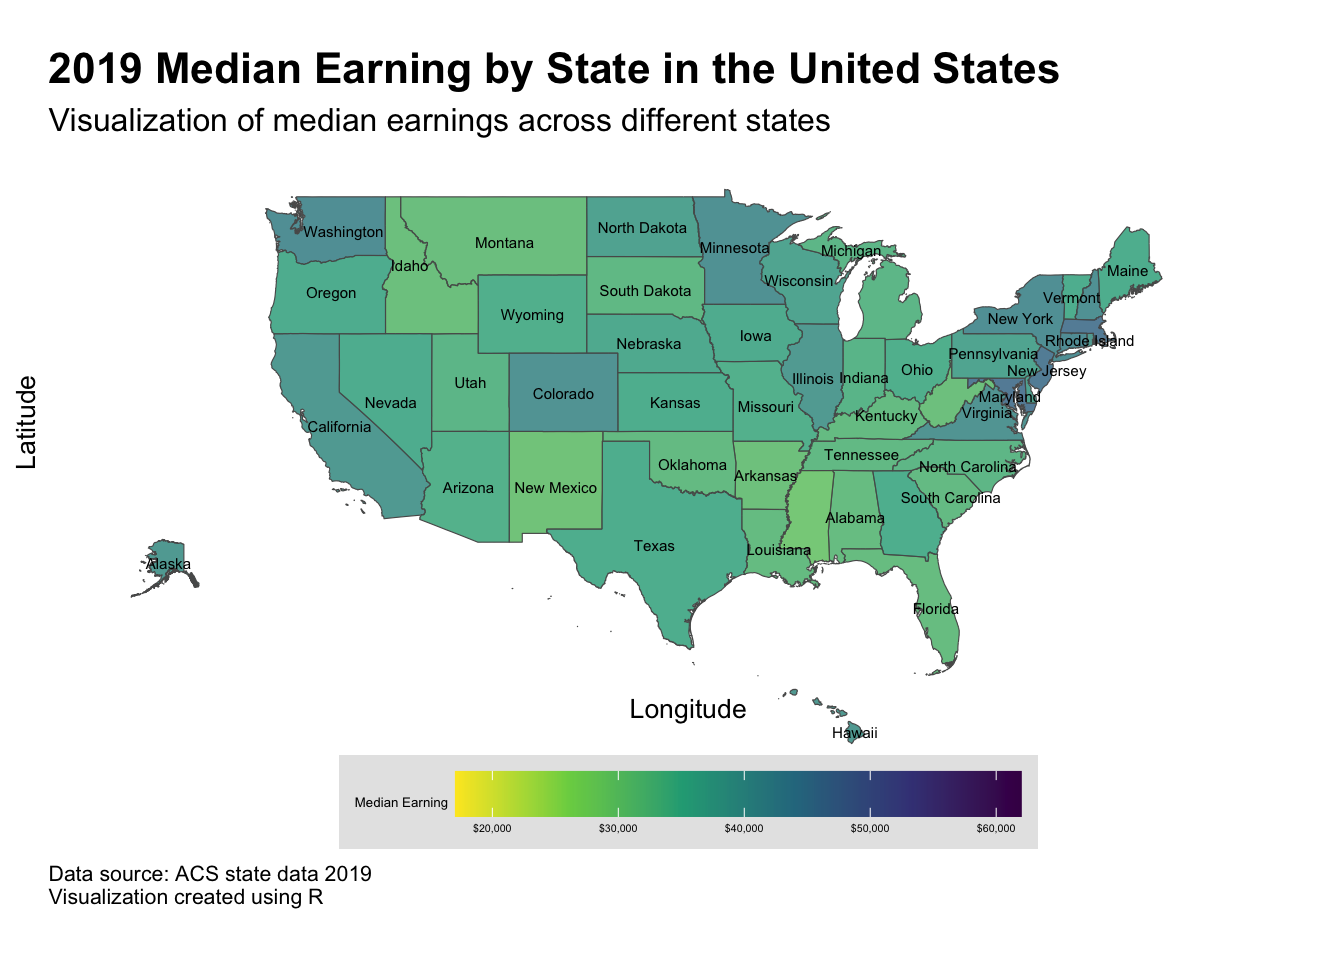 2019 Median Earning by State in the United States
Visualization of median earnings across different states
Latitude
Washington
Montana
North Dakota
Minnesota
Michigan
Idaho
Maine
Oregon
South Dakota
Wisconsin
Vermont
Wyoming
New York
Nebraska
Iowa
Rhode Island
Pennsylvania
New Jersey
Utah
Colorado
Illinois
Indiana
Ohio
Nevada
Kansas
Missouri
Maryland
Virginia
California
Kentucky
Tennessee
North Carolina
Oklahoma
Arkansas
Arizona
New Mexico
South Carolina
Alabama
Texas
Louisiana
Alaska
Florida
Longitude
Hawaii
Median Earning
$20,000
$30,000
$40,000
$50,000
$60,000
Data source: ACS state data 2019
Visualization created using R